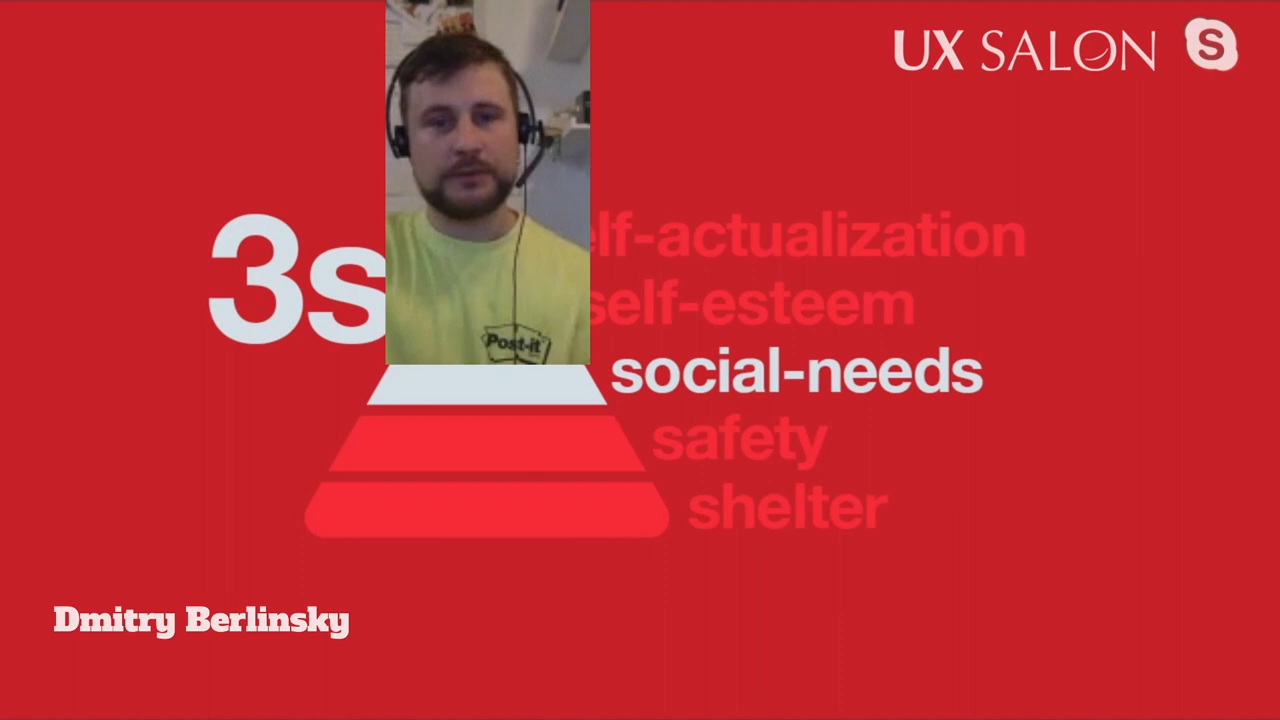 UX SALON S
3s
elf-actualization
self-esteem
Post-it
social-needs
safety
shelter
Dmitry Berlinsky